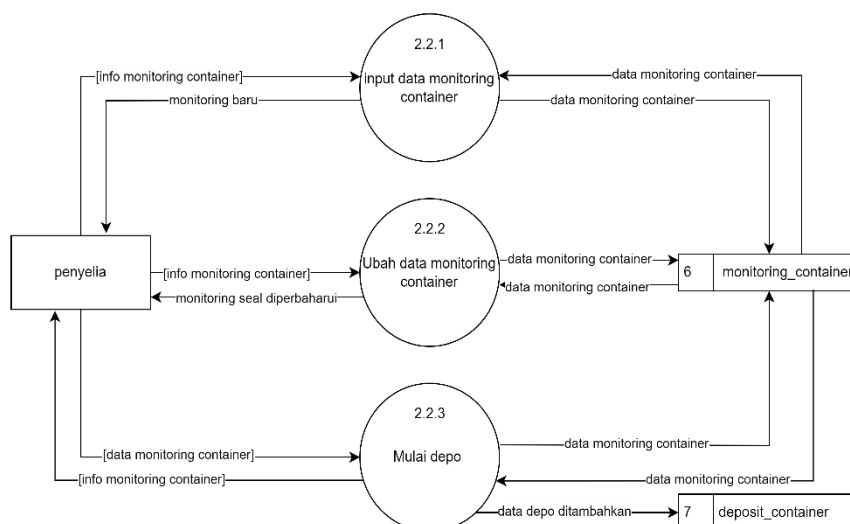 2.2.1
input data monitoring
container
[info monitoring container]
data monitoring container
monitoring baru
data monitoring container
2.2.2
Ubah data monitoring
container
penyelia
[info monitoring container]
data monitoring container
6
monitoring_container
monitoring seal diperbaharui
data monitoring container
2.2.3
Mulai depo
[data monitoring container]
data monitoring container
[info monitoring container]
data monitoring container
data depo ditambahkan
7
deposit_container